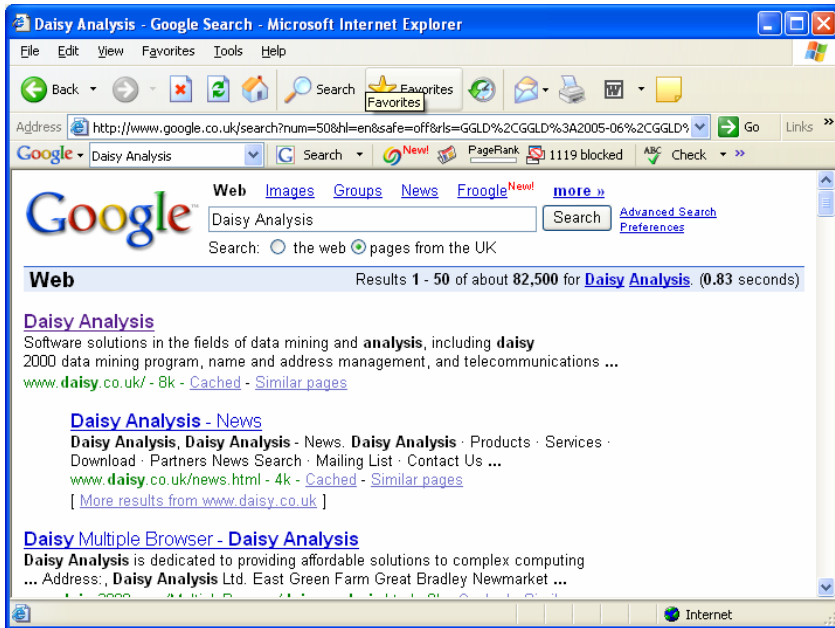 Daisy Analysis - Google Search - Microsoft Internet Explorer
File Edit View Favorites Tools Help
Back Search Favorites
Favorites
Address http://www.google.co.uk/search?num=50&hl=en&safe=off&rls=GGLD%2CGGLD%3A2005-06%2CGGLD% Go Links »
Google Daisy Analysis G Search New! PageRank 1119 blocked ABC Check »
Web Images Groups News Froogle New! more »
Google™ Daisy Analysis Search Advanced Search
Preferences
Search: the web pages from the UK
Web Results 1 - 50 of about 82,500 for Daisy Analysis. (0.83 seconds)
Daisy Analysis
Software solutions in the fields of data mining and analysis, including daisy
2000 data mining program, name and address management, and telecommunications ...
www.daisy.co.uk/ - 8k - Cached - Similar pages
Daisy Analysis - News
Daisy Analysis, Daisy Analysis - News. Daisy Analysis · Products · Services ·
Download · Partners News Search · Mailing List · Contact Us ...
www.daisy.co.uk/news.html - 4k - Cached - Similar pages
[ More results from www.daisy.co.uk ]
Daisy Multiple Browser - Daisy Analysis
Daisy Analysis is dedicated to providing affordable solutions to complex computing
... Address:, Daisy Analysis Ltd. East Green Farm Great Bradley Newmarket ...
Internet